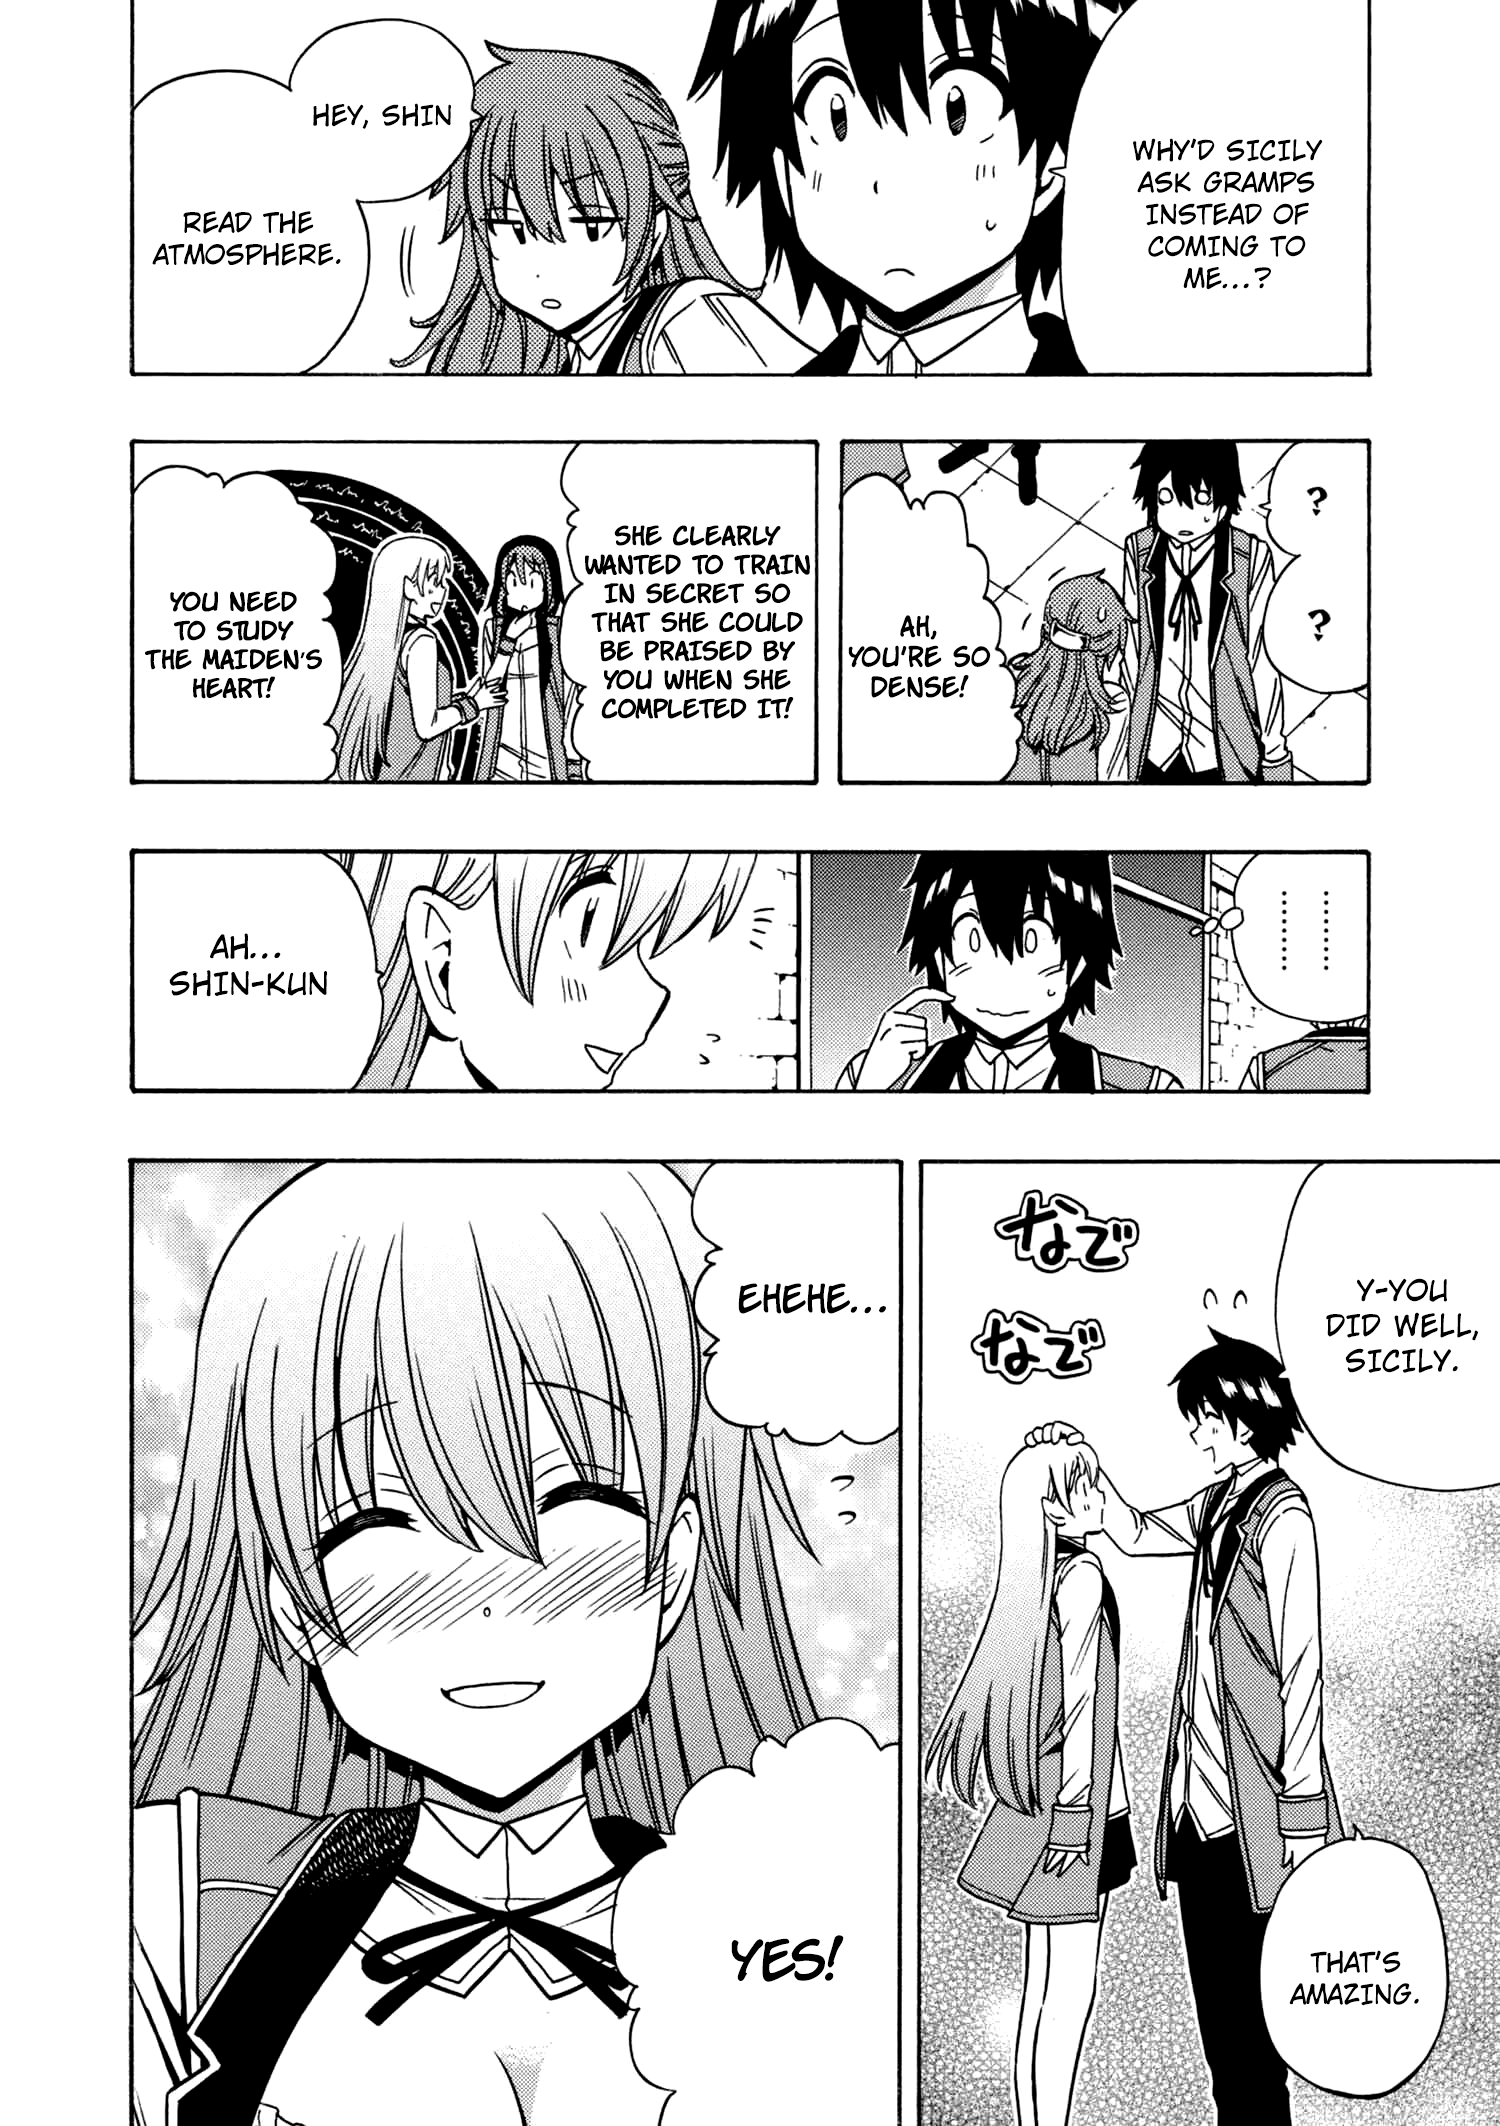 WHY'D SICILY
ASK GRAMPS
INSTEAD OF
COMING TO
ME...?
HEY, SHIN
READ THE
ATMOSPHERE.
?
?
AH,
YOU'RE SO
DENSE!
SHE CLEARLY
WANTED TO TRAIN
IN SECRET SO
THAT SHE COULD
BE PRAISED BY
YOU WHEN SHE
COMPLETED IT!
YOU NEED
TO STUDY
THE MAIDEN'S
HEART!
AH...
SHIN-KUN
Y-YOU
DID WELL,
SICILY.
なで
なで
THAT'S
AMAZING.
EHEHE...
YES!